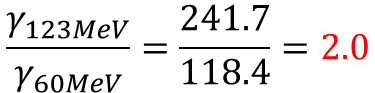 γ₁₂₃MeV / γ₆₀MeV = 241.7 / 118.4 = 2.0